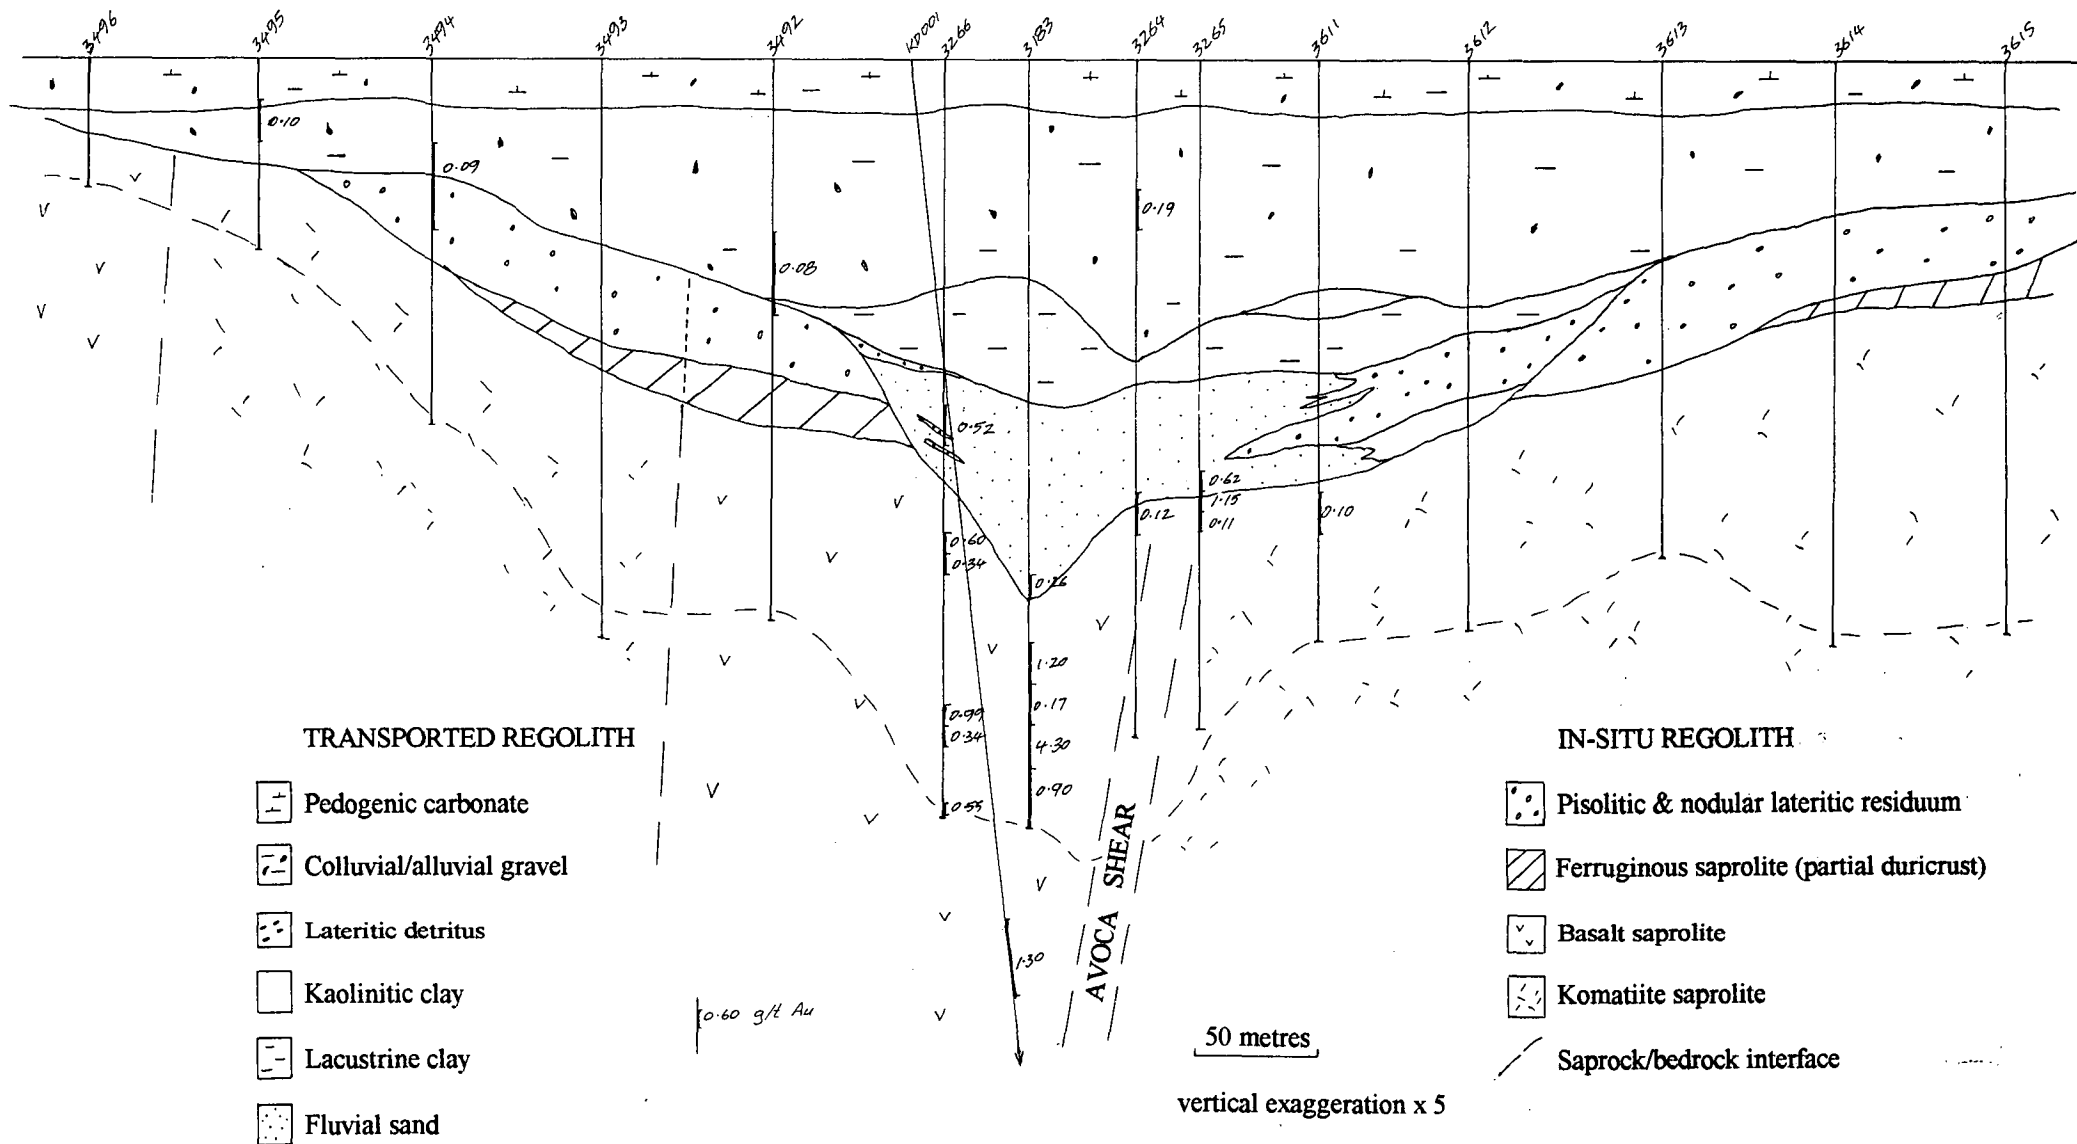 3496 3495 3494 3493 3492 KD001 3266 3183 3264 3265 3611 3612 3613 3614 3615
0.10
0.09
0.19
0.08
0.52
0.62
1.15
0.12
0.11
0.10
0.60
0.34
0.26
1.20
0.17
0.99
0.34
4.30
0.90
0.55
1.30
AVOCA SHEAR
TRANSPORTED REGOLITH
Pedogenic carbonate
Colluvial/alluvial gravel
Lateritic detritus
Kaolinitic clay
Lacustrine clay
Fluvial sand
0.60 g/t Au
50 metres
vertical exaggeration x 5
IN-SITU REGOLITH
Pisolitic & nodular lateritic residuum
Ferruginous saprolite (partial duricrust)
Basalt saprolite
Komatiite saprolite
Saprock/bedrock interface